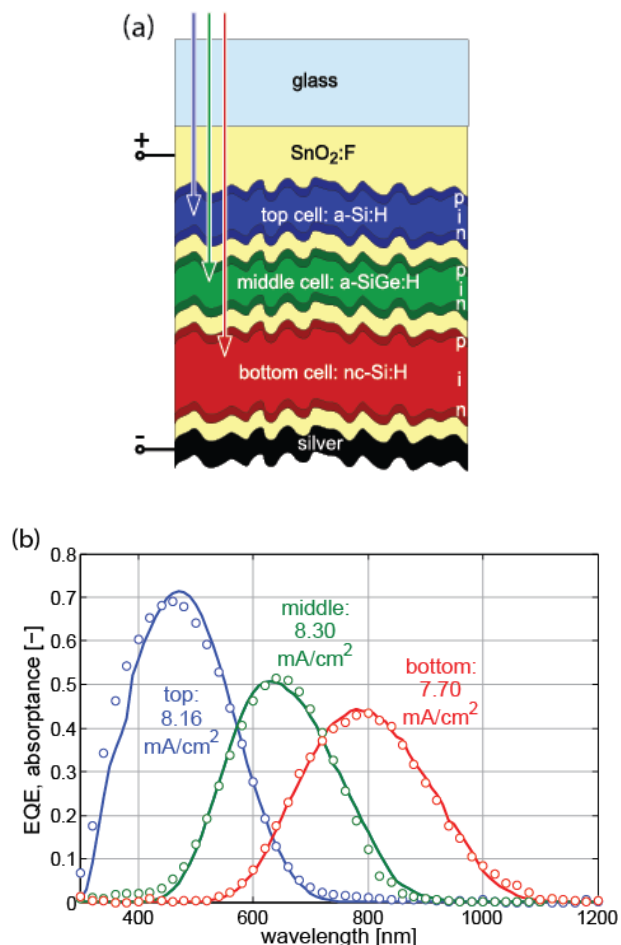 (a)
glass
+
SnO₂:F
top cell: a-Si:H
p
i
n
middle cell: a-SiGe:H
p
i
n
bottom cell: nc-Si:H
p
i
n
-
silver
(b)
EQE, absorptance [–]
0.8
0.7
0.6
0.5
0.4
0.3
0.2
0.1
0
top:
8.16
mA/cm²
middle:
8.30
mA/cm²
bottom:
7.70
mA/cm²
400 600 800 1000 1200
wavelength [nm]